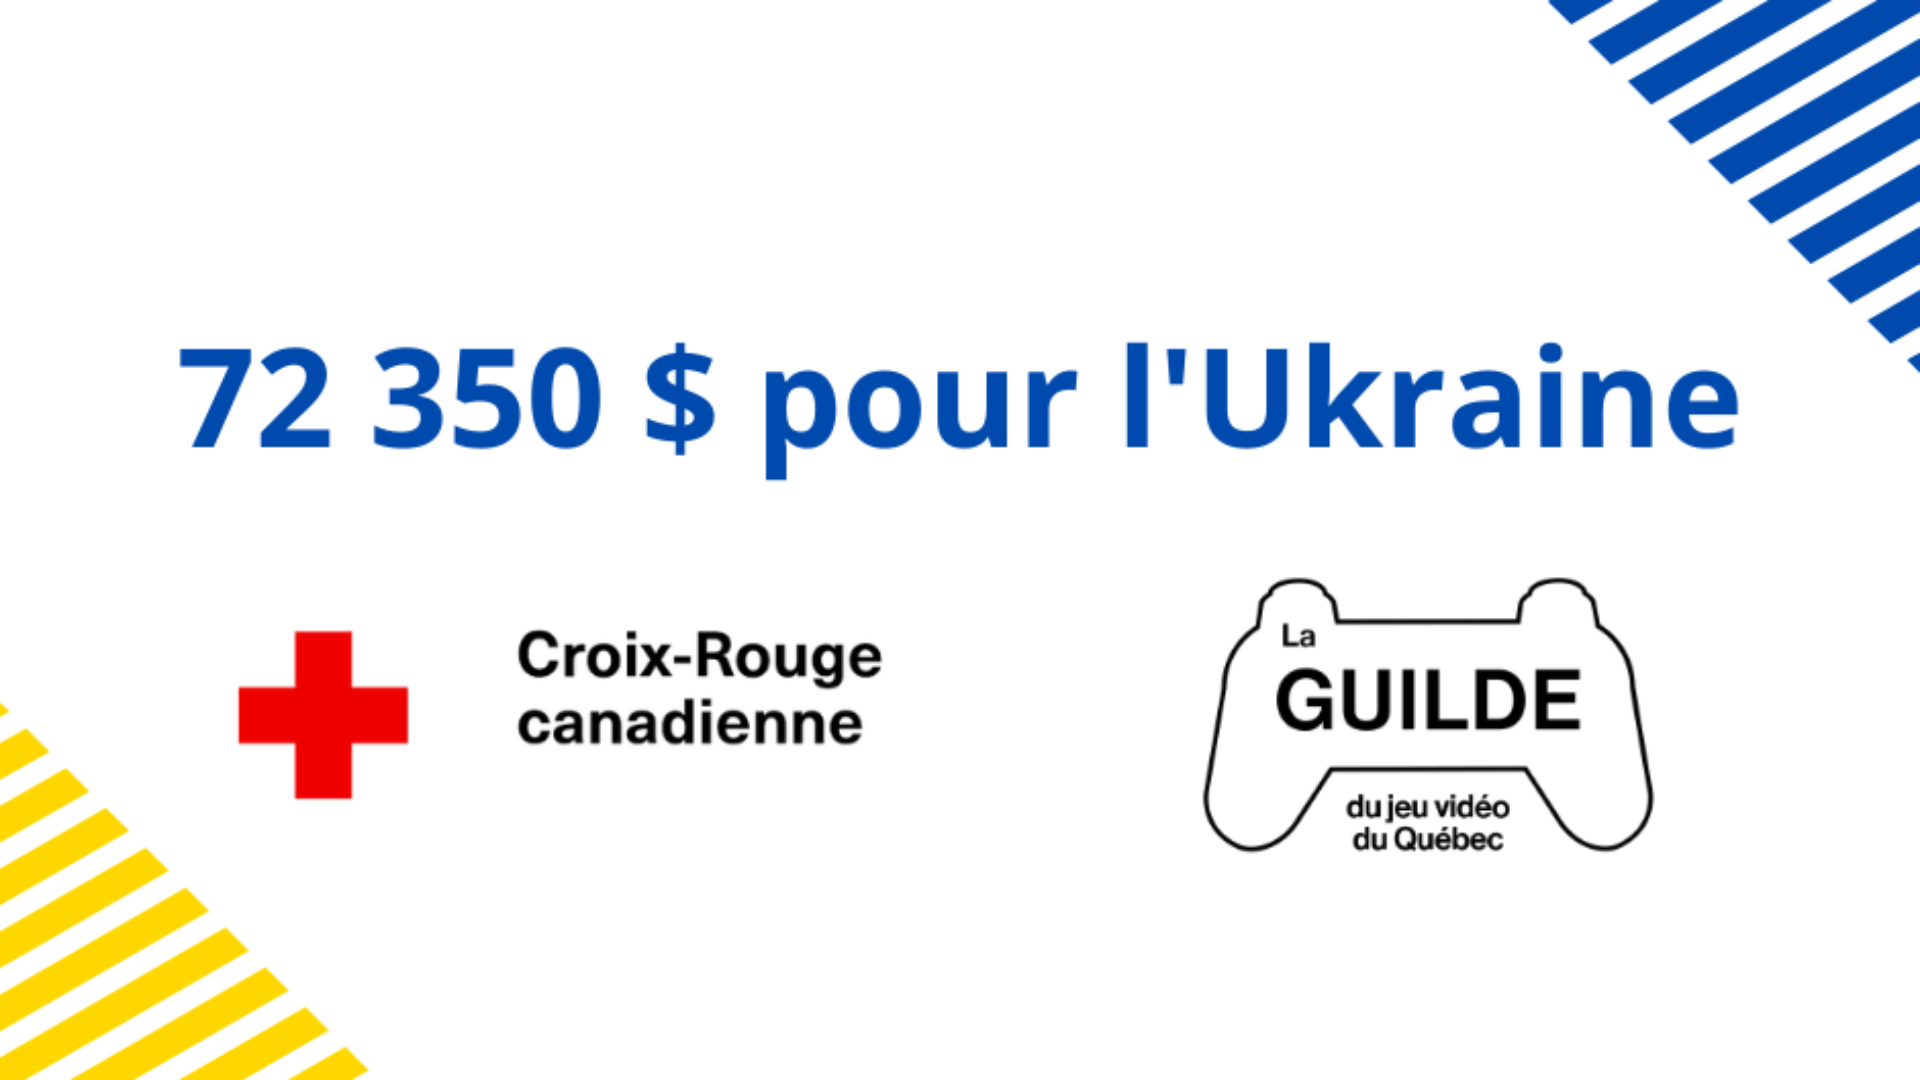 72 350 $ pour l'Ukraine
Croix-Rouge
canadienne
La
GUILDE
du jeu vidéo
du Québec